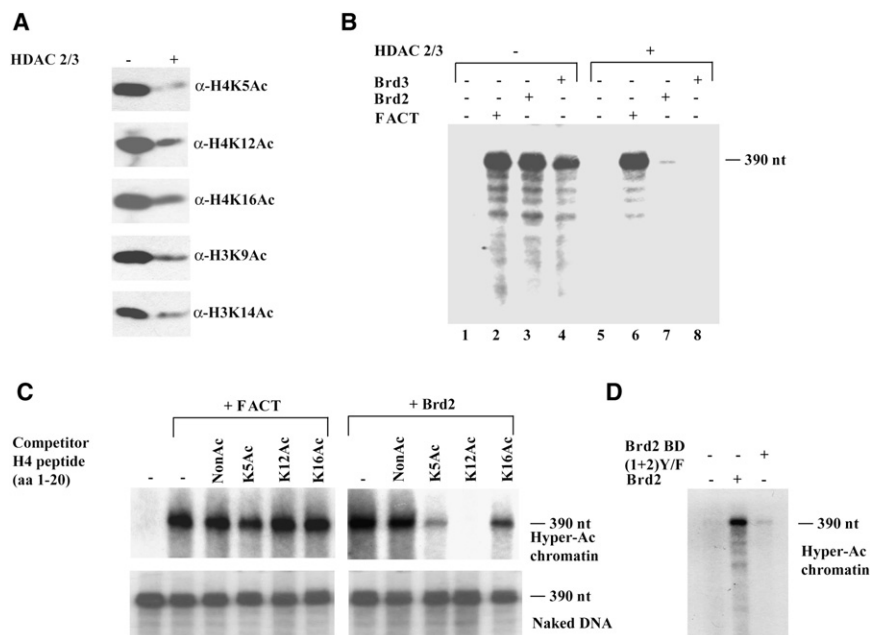 A
HDAC 2/3 - +
α-H4K5Ac
α-H4K12Ac
α-H4K16Ac
α-H3K9Ac
α-H3K14Ac
B
HDAC 2/3 - +
Brd3 - - - + - - - +
Brd2 - - + - - - + -
FACT - + - - - + - -
— 390 nt
1 2 3 4 5 6 7 8
C
+ FACT + Brd2
Competitor
H4 peptide
(aa 1-20)
- - NonAc K5Ac K12Ac K16Ac - NonAc K5Ac K12Ac K16Ac
— 390 nt
Hyper-Ac
chromatin
— 390 nt
Naked DNA
D
Brd2 BD
(1+2)Y/F - - +
Brd2 - + -
— 390 nt
Hyper-Ac
chromatin